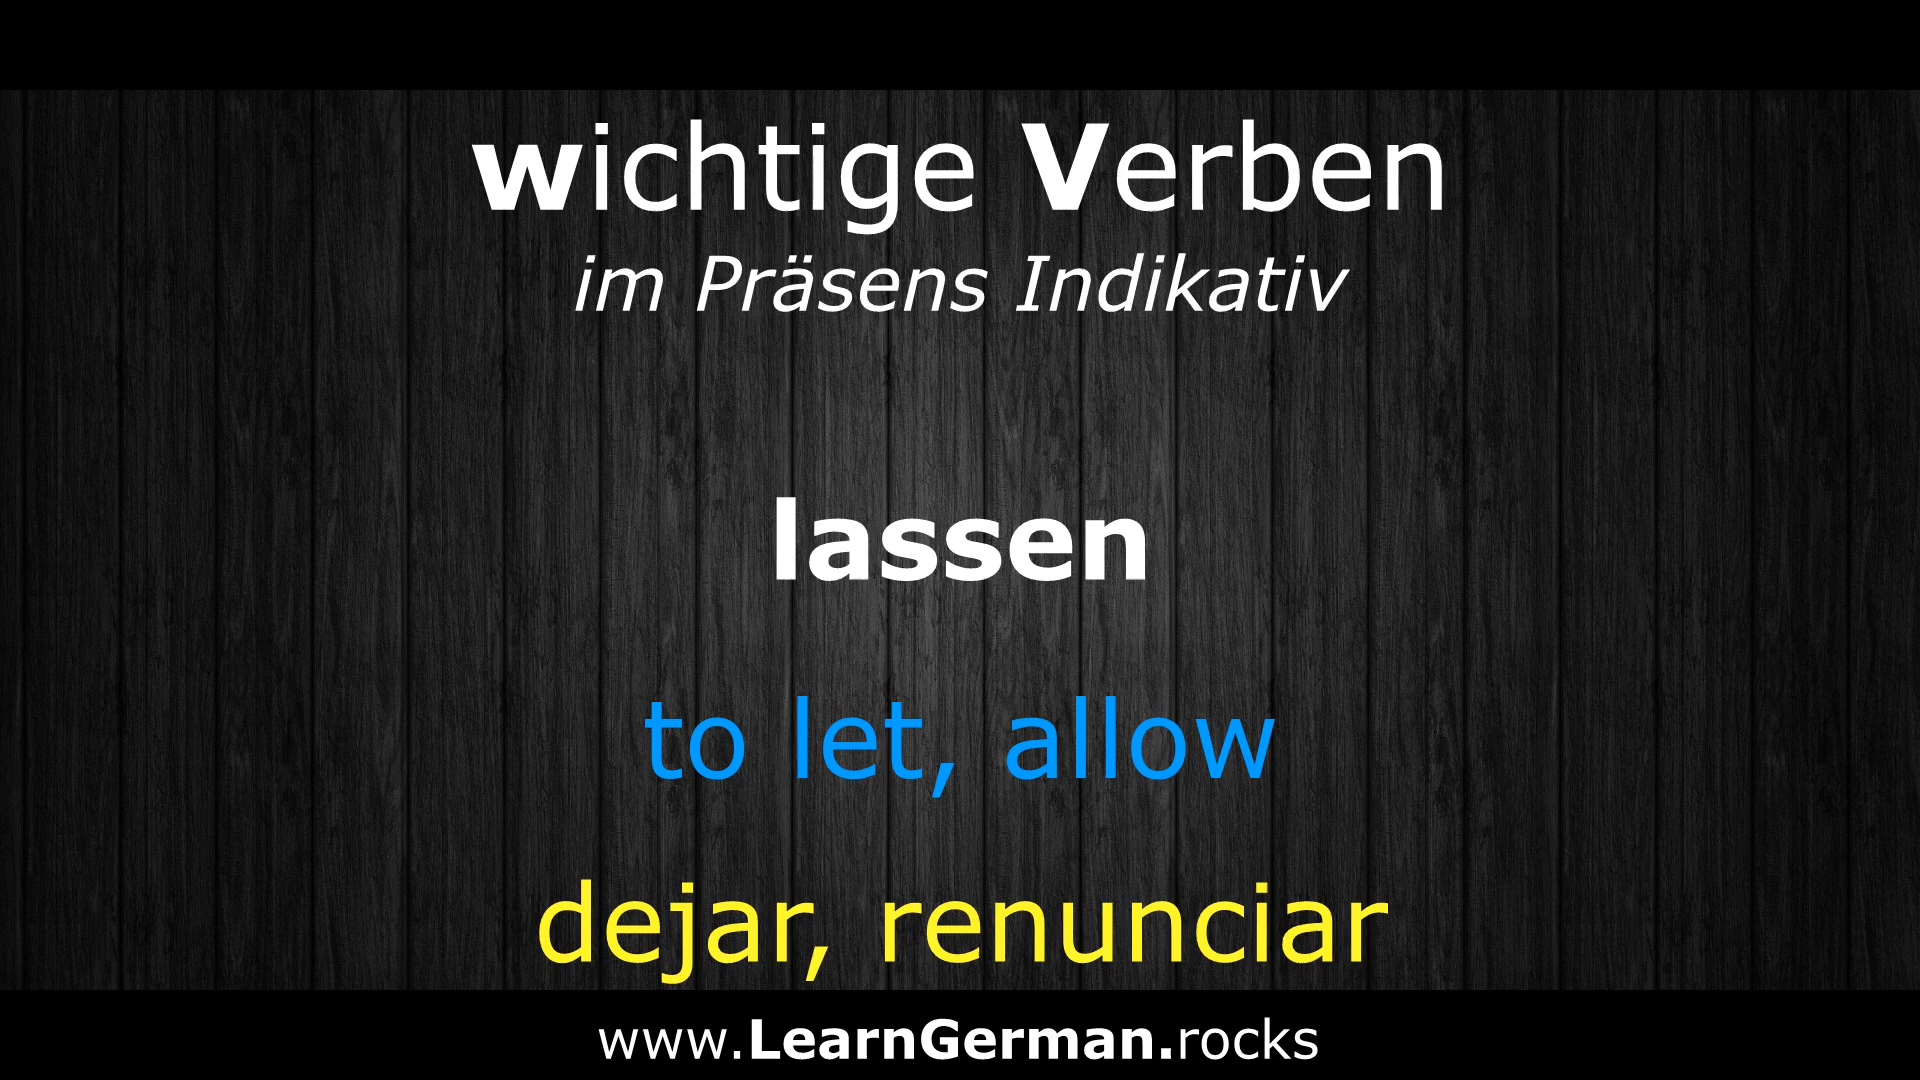 wichtige Verben
im Präsens Indikativ
lassen
to let, allow
dejar, renunciar
www.LearnGerman.rocks